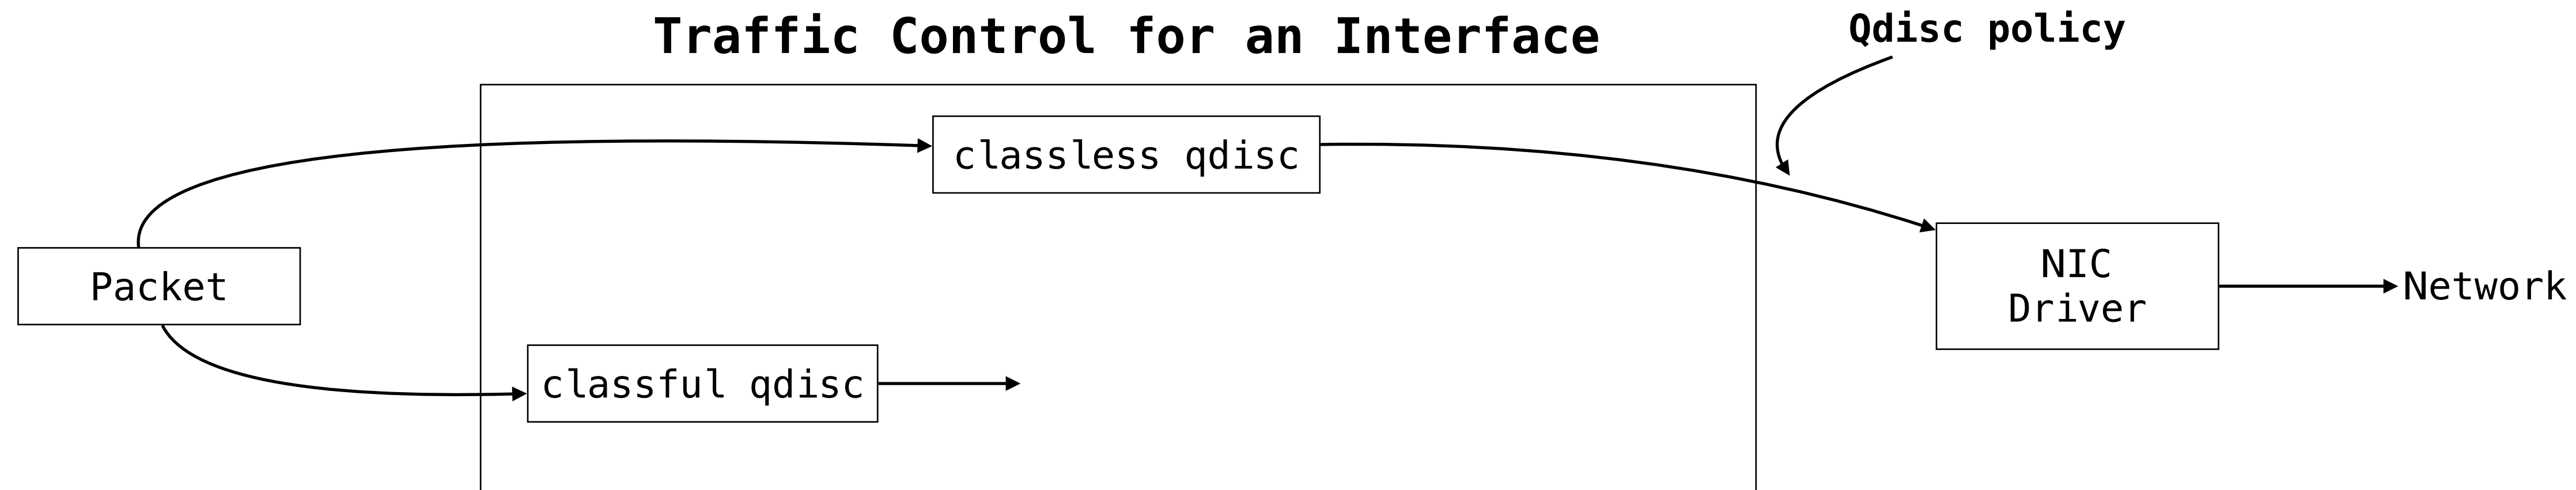 Traffic Control for an Interface
Qdisc policy
classless qdisc
Packet
NIC
Driver
Network
classful qdisc